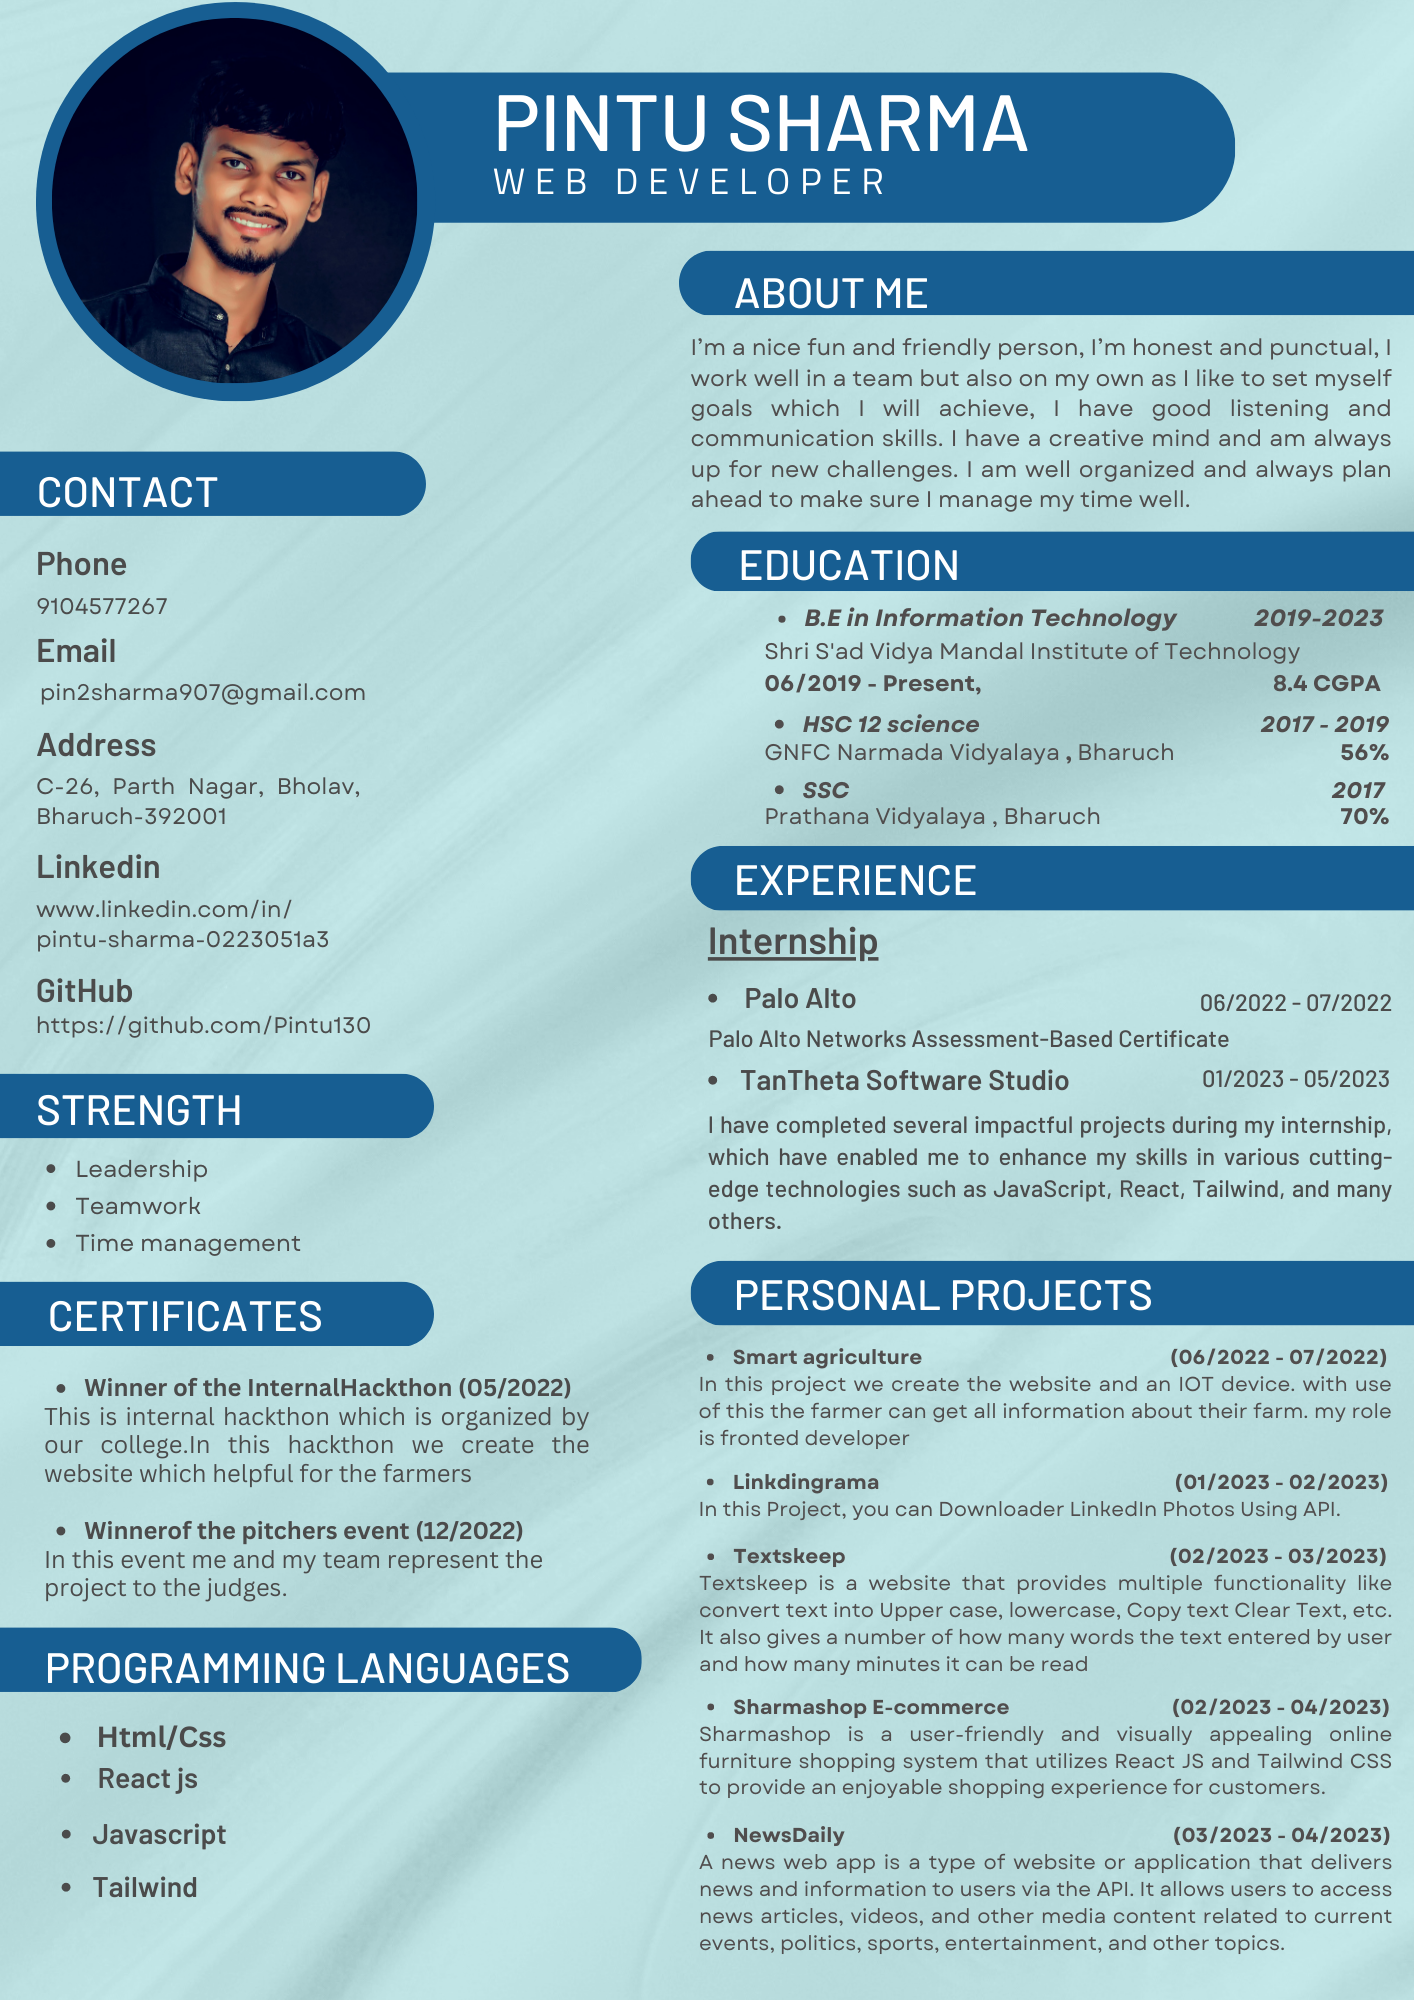 PINTU SHARMA
WEB DEVELOPER
CONTACT
Phone
9104577267
Email
pin2sharma907@gmail.com
Address
C-26, Parth Nagar, Bholav,
Bharuch-392001
Linkedin
www.linkedin.com/in/
pintu-sharma-0223051a3
GitHub
https://github.com/Pintu130
STRENGTH
• Leadership
• Teamwork
• Time management
CERTIFICATES
• Winner of the InternalHackthon (05/2022)
This is internal hackthon which is organized by
our college.In this hackthon we create the
website which helpful for the farmers
• Winnerof the pitchers event (12/2022)
In this event me and my team represent the
project to the judges.
PROGRAMMING LANGUAGES
• Html/Css
• React js
• Javascript
• Tailwind
ABOUT ME
I’m a nice fun and friendly person, I’m honest and punctual, I
work well in a team but also on my own as I like to set myself
goals which I will achieve, I have good listening and
communication skills. I have a creative mind and am always
up for new challenges. I am well organized and always plan
ahead to make sure I manage my time well.
EDUCATION
• B.E in Information Technology 2019-2023
Shri S'ad Vidya Mandal Institute of Technology
06/2019 - Present, 8.4 CGPA
• HSC 12 science 2017 - 2019
GNFC Narmada Vidyalaya , Bharuch 56%
• SSC 2017
Prathana Vidyalaya , Bharuch 70%
EXPERIENCE
Internship
• Palo Alto 06/2022 - 07/2022
Palo Alto Networks Assessment-Based Certificate
• TanTheta Software Studio 01/2023 - 05/2023
I have completed several impactful projects during my internship,
which have enabled me to enhance my skills in various cutting-
edge technologies such as JavaScript, React, Tailwind, and many
others.
PERSONAL PROJECTS
• Smart agriculture (06/2022 - 07/2022)
In this project we create the website and an IOT device. with use
of this the farmer can get all information about their farm. my role
is fronted developer
• Linkdingrama (01/2023 - 02/2023)
In this Project, you can Downloader LinkedIn Photos Using API.
• Textskeep (02/2023 - 03/2023)
Textskeep is a website that provides multiple functionality like
convert text into Upper case, lowercase, Copy text Clear Text, etc.
It also gives a number of how many words the text entered by user
and how many minutes it can be read
• Sharmashop E-commerce (02/2023 - 04/2023)
Sharmashop is a user-friendly and visually appealing online
furniture shopping system that utilizes React JS and Tailwind CSS
to provide an enjoyable shopping experience for customers.
• NewsDaily (03/2023 - 04/2023)
A news web app is a type of website or application that delivers
news and information to users via the API. It allows users to access
news articles, videos, and other media content related to current
events, politics, sports, entertainment, and other topics.